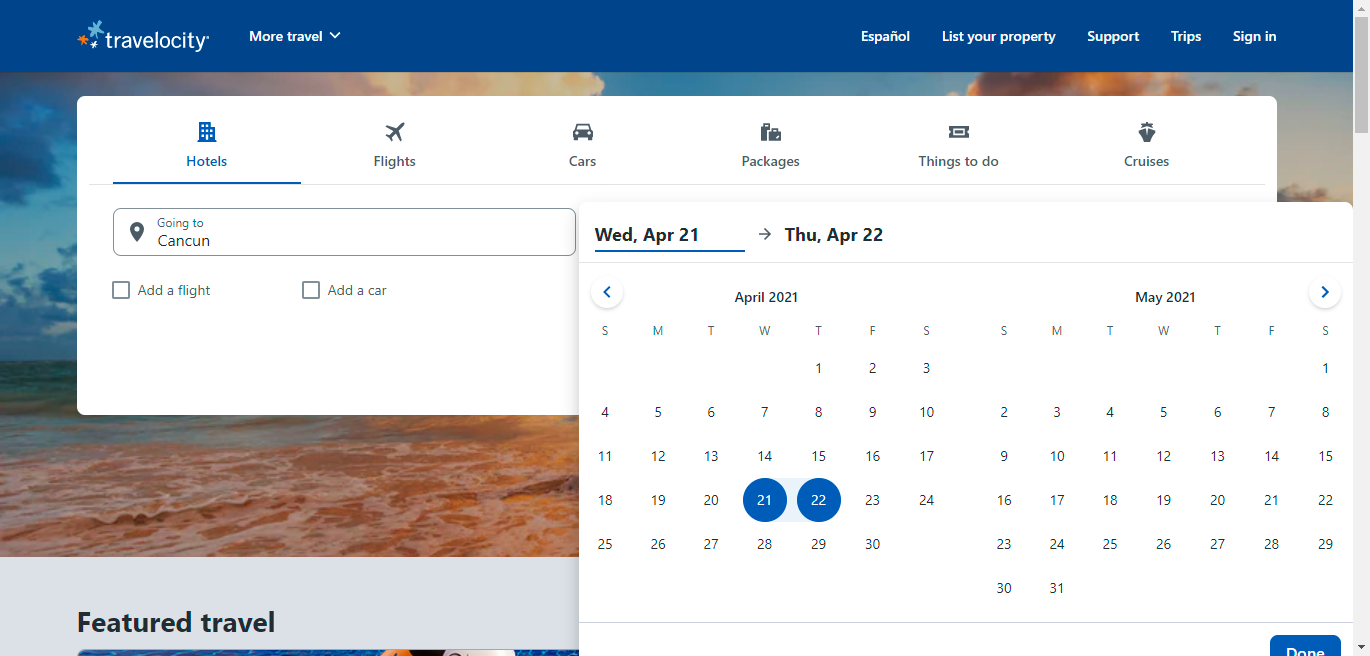 travelocity
More travel
Español
List your property
Support
Trips
Sign in
Hotels
Flights
Cars
Packages
Things to do
Cruises
Going to
Cancun
Add a flight
Add a car
Wed, Apr 21
Thu, Apr 22
April 2021
S M T W T F S
1 2 3
4 5 6 7 8 9 10
11 12 13 14 15 16 17
18 19 20 21 22 23 24
25 26 27 28 29 30
May 2021
S M T W T F S
1
2 3 4 5 6 7 8
9 10 11 12 13 14 15
16 17 18 19 20 21 22
23 24 25 26 27 28 29
30 31
Done
Featured travel